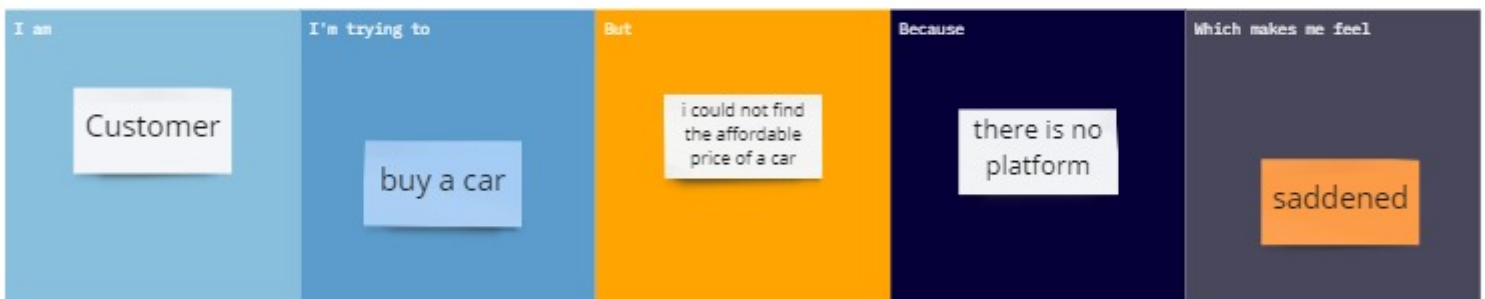 I am
Customer
I'm trying to
buy a car
But
i could not find
the affordable
price of a car
Because
there is no
platform
Which makes me feel
saddened